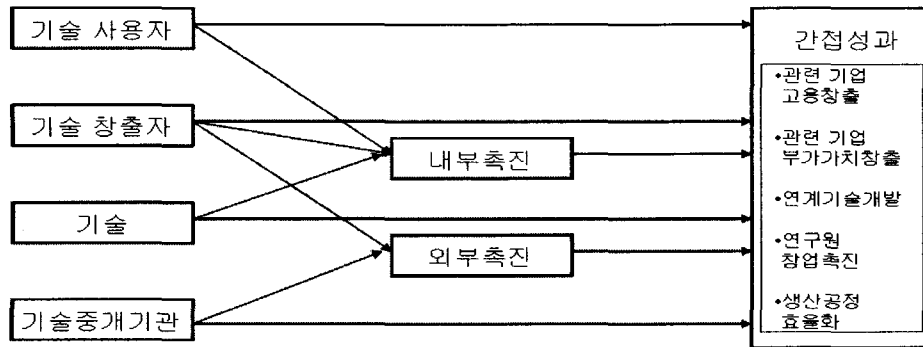 기술 사용자
기술 창출자
기술
기술중개기관
내부촉진
외부촉진
간접성과
•관련 기업
고용창출
•관련 기업
부가가치창출
•연계기술개발
•연구원
창업촉진
•생산공정
효율화